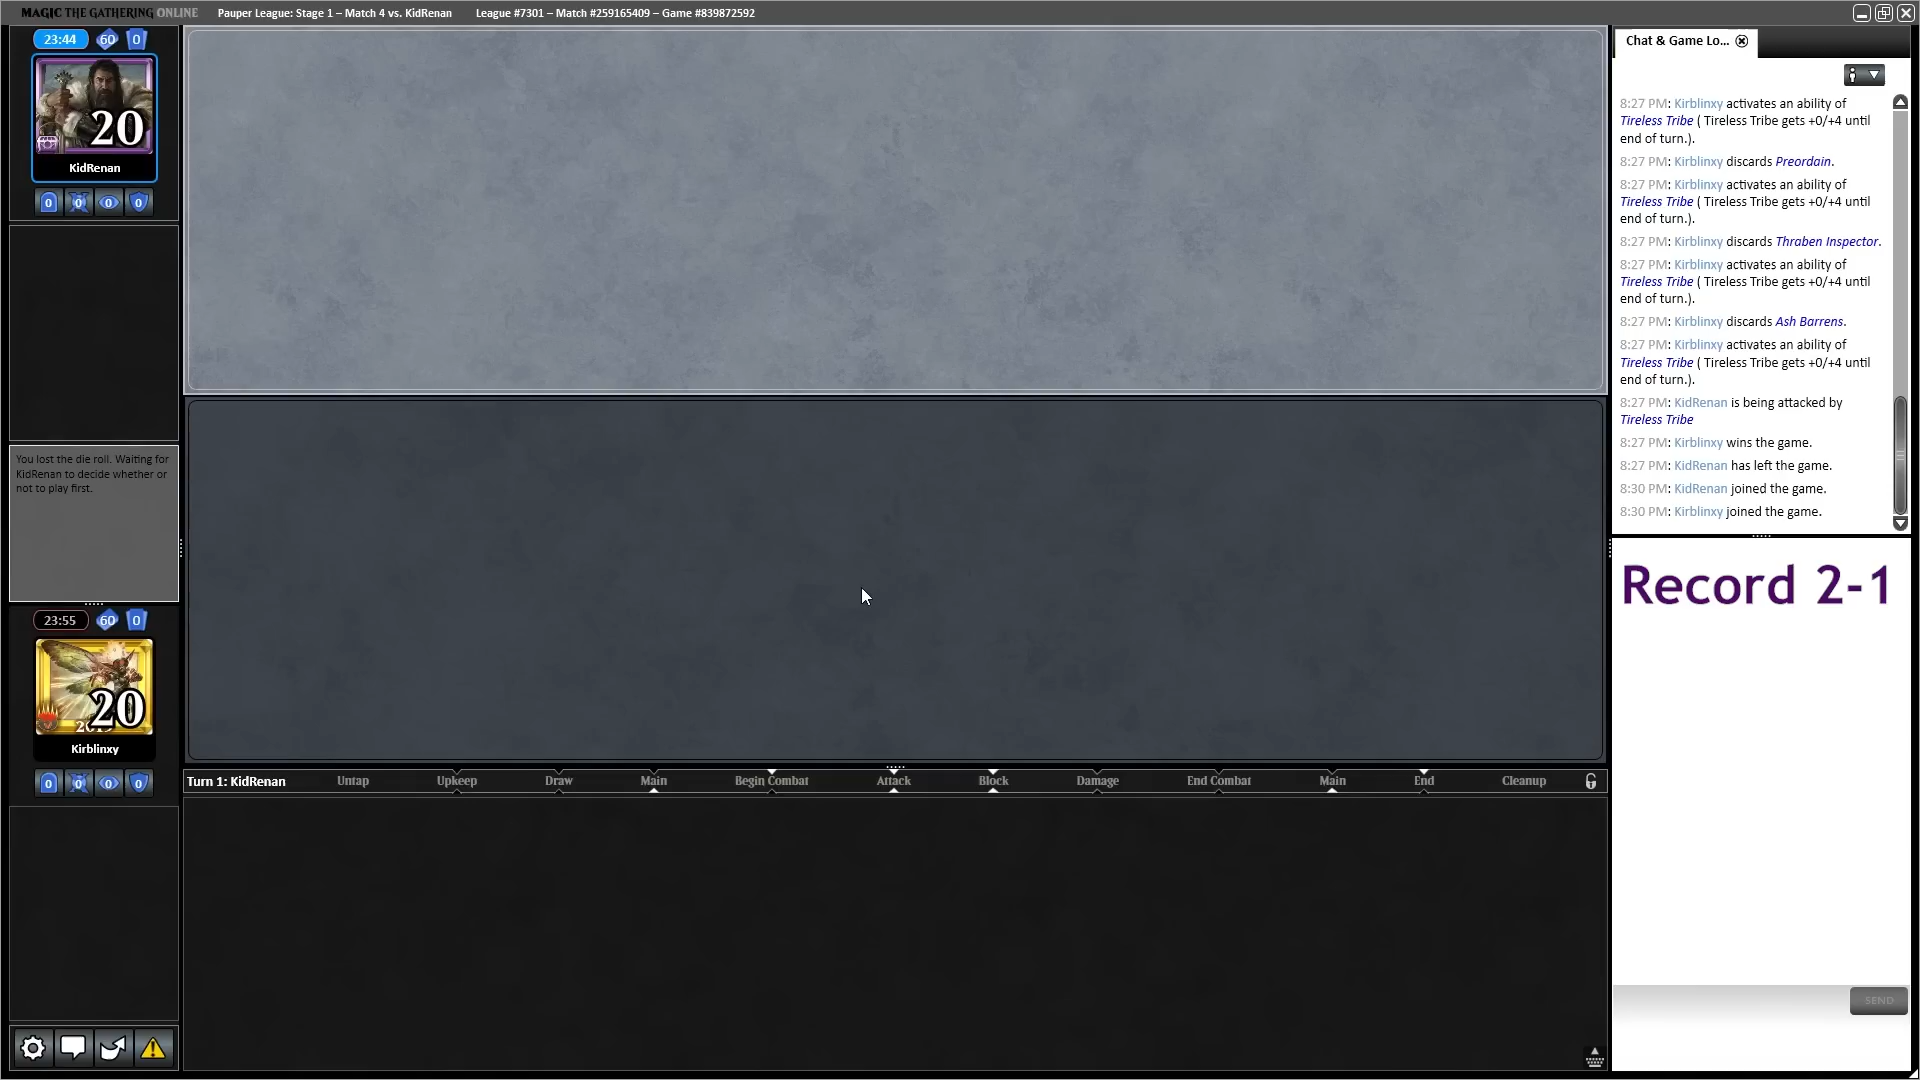 MAGIC THE GATHERING ONLINE Pauper League: Stage 1 – Match 4 vs. KidRenan League #7301 – Match #259165409 – Game #839872592
23:44 60 0
20
KidRenan
0 0 0 0
You lost the die roll. Waiting for
KidRenan to decide whether or
not to play first.
23:55 60 0
20
Kirblinxy
0 0 0 0
Turn 1: KidRenan Untap Upkeep Draw Main Begin Combat Attack Block Damage End Combat Main End Cleanup
Chat & Game Lo...
8:27 PM: Kirblinxy activates an ability of
Tireless Tribe ( Tireless Tribe gets +0/+4 until
end of turn.).
8:27 PM: Kirblinxy discards Preordain.
8:27 PM: Kirblinxy activates an ability of
Tireless Tribe ( Tireless Tribe gets +0/+4 until
end of turn.).
8:27 PM: Kirblinxy discards Thraben Inspector.
8:27 PM: Kirblinxy activates an ability of
Tireless Tribe ( Tireless Tribe gets +0/+4 until
end of turn.).
8:27 PM: Kirblinxy discards Ash Barrens.
8:27 PM: Kirblinxy activates an ability of
Tireless Tribe ( Tireless Tribe gets +0/+4 until
end of turn.).
8:27 PM: KidRenan is being attacked by
Tireless Tribe
8:27 PM: Kirblinxy wins the game.
8:27 PM: KidRenan has left the game.
8:30 PM: KidRenan joined the game.
8:30 PM: Kirblinxy joined the game.
Record 2-1
SEND